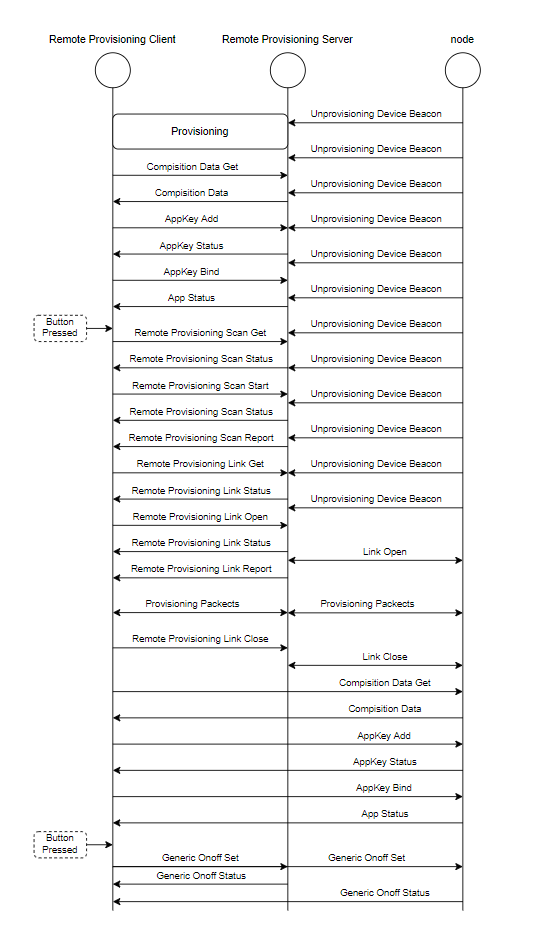 Remote Provisioning Client
Remote Provisioning Server
node
Unprovisioning Device Beacon
Provisioning
Unprovisioning Device Beacon
Compisition Data Get
Unprovisioning Device Beacon
Compisition Data
AppKey Add
Unprovisioning Device Beacon
AppKey Status
Unprovisioning Device Beacon
AppKey Bind
Unprovisioning Device Beacon
App Status
Button
Pressed
Unprovisioning Device Beacon
Remote Provisioning Scan Get
Remote Provisioning Scan Status
Unprovisioning Device Beacon
Remote Provisioning Scan Start
Unprovisioning Device Beacon
Remote Provisioning Scan Status
Unprovisioning Device Beacon
Remote Provisioning Scan Report
Remote Provisioning Link Get
Unprovisioning Device Beacon
Remote Provisioning Link Status
Unprovisioning Device Beacon
Remote Provisioning Link Open
Remote Provisioning Link Status
Link Open
Remote Provisioning Link Report
Provisioning Packects
Provisioning Packects
Remote Provisioning Link Close
Link Close
Compisition Data Get
Compisition Data
AppKey Add
AppKey Status
AppKey Bind
App Status
Button
Pressed
Generic Onoff Set
Generic Onoff Set
Generic Onoff Status
Generic Onoff Status